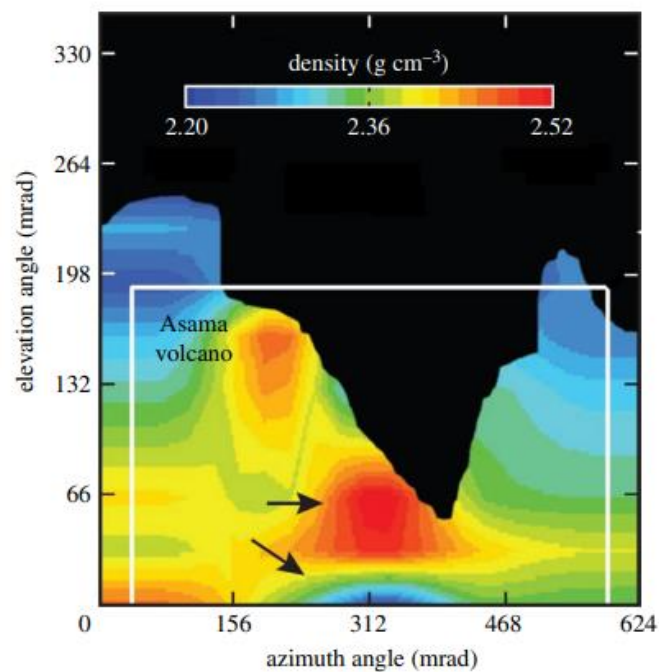 330
density (g cm⁻³)
2.20 2.36 2.52
264
elevation angle (mrad)
198
Asama
volcano
132
66
0 156 312 468 624
azimuth angle (mrad)